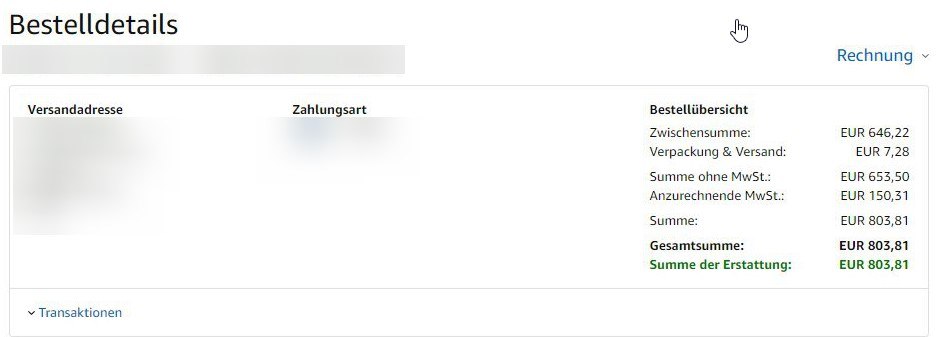 Bestelldetails
Rechnung
Versandadresse
Zahlungsart
Bestellübersicht
Zwischensumme: EUR 646,22
Verpackung & Versand: EUR 7,28
Summe ohne MwSt.: EUR 653,50
Anzurechnende MwSt.: EUR 150,31
Summe: EUR 803,81
Gesamtsumme: EUR 803,81
Summe der Erstattung: EUR 803,81
Transaktionen